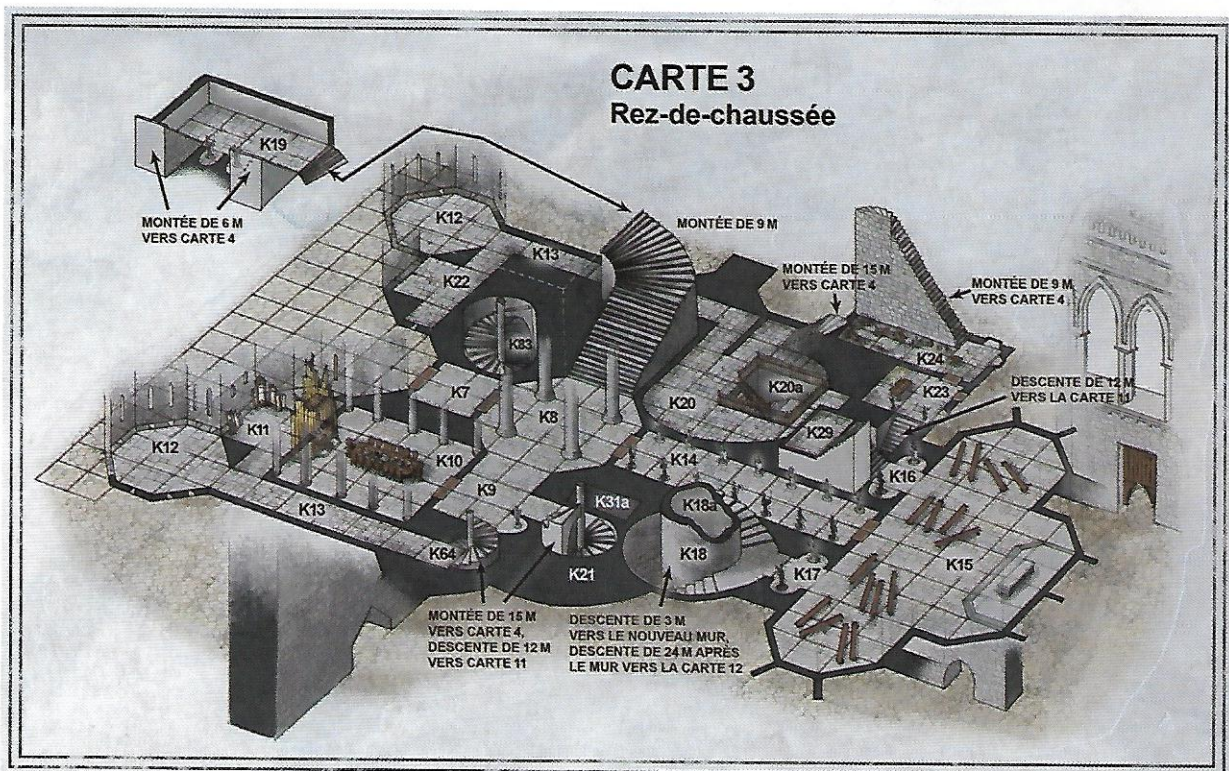 CARTE 3
Rez-de-chaussée
K19
MONTÉE DE 6 M
VERS CARTE 4
K12
K13
K22
MONTÉE DE 9 M
MONTÉE DE 15 M
VERS CARTE 4
MONTÉE DE 9 M
VERS CARTE 4
K83
K24
K7
K8
K20
K20a
K23
DESCENTE DE 12 M
VERS LA CARTE 11
K29
K12
K11
K10
K14
K16
K9
K31a
K18a
K13
K64
K21
K18
K17
K15
MONTÉE DE 15 M
VERS CARTE 4,
DESCENTE DE 12 M
VERS CARTE 11
DESCENTE DE 3 M
VERS LE NOUVEAU MUR,
DESCENTE DE 24 M APRÈS
LE MUR VERS LA CARTE 12